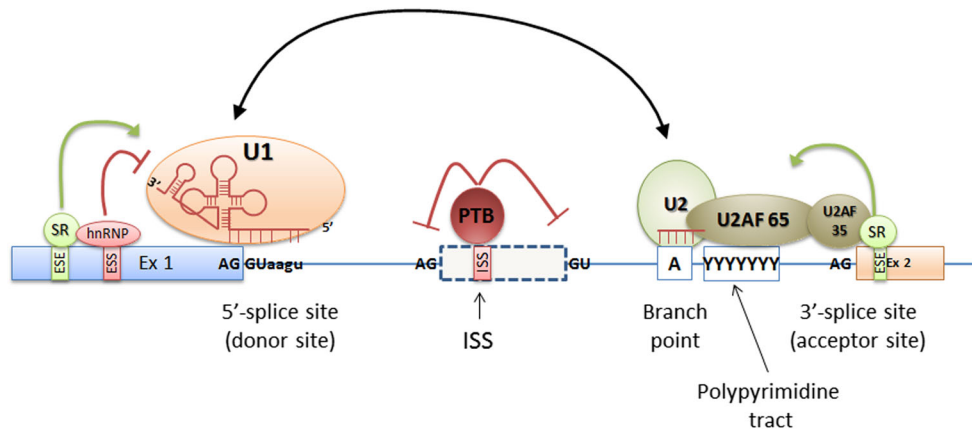 U1
3'
5'
SR
hnRNP
ESE
ESS
Ex 1
AG GUaagu
5'-splice site
(donor site)
PTB
AG
ISS
GU
ISS
U2
U2AF 65
U2AF
35
SR
A
YYYYYYY
AG
ESE
Ex 2
Branch
point
3'-splice site
(acceptor site)
Polypyrimidine
tract